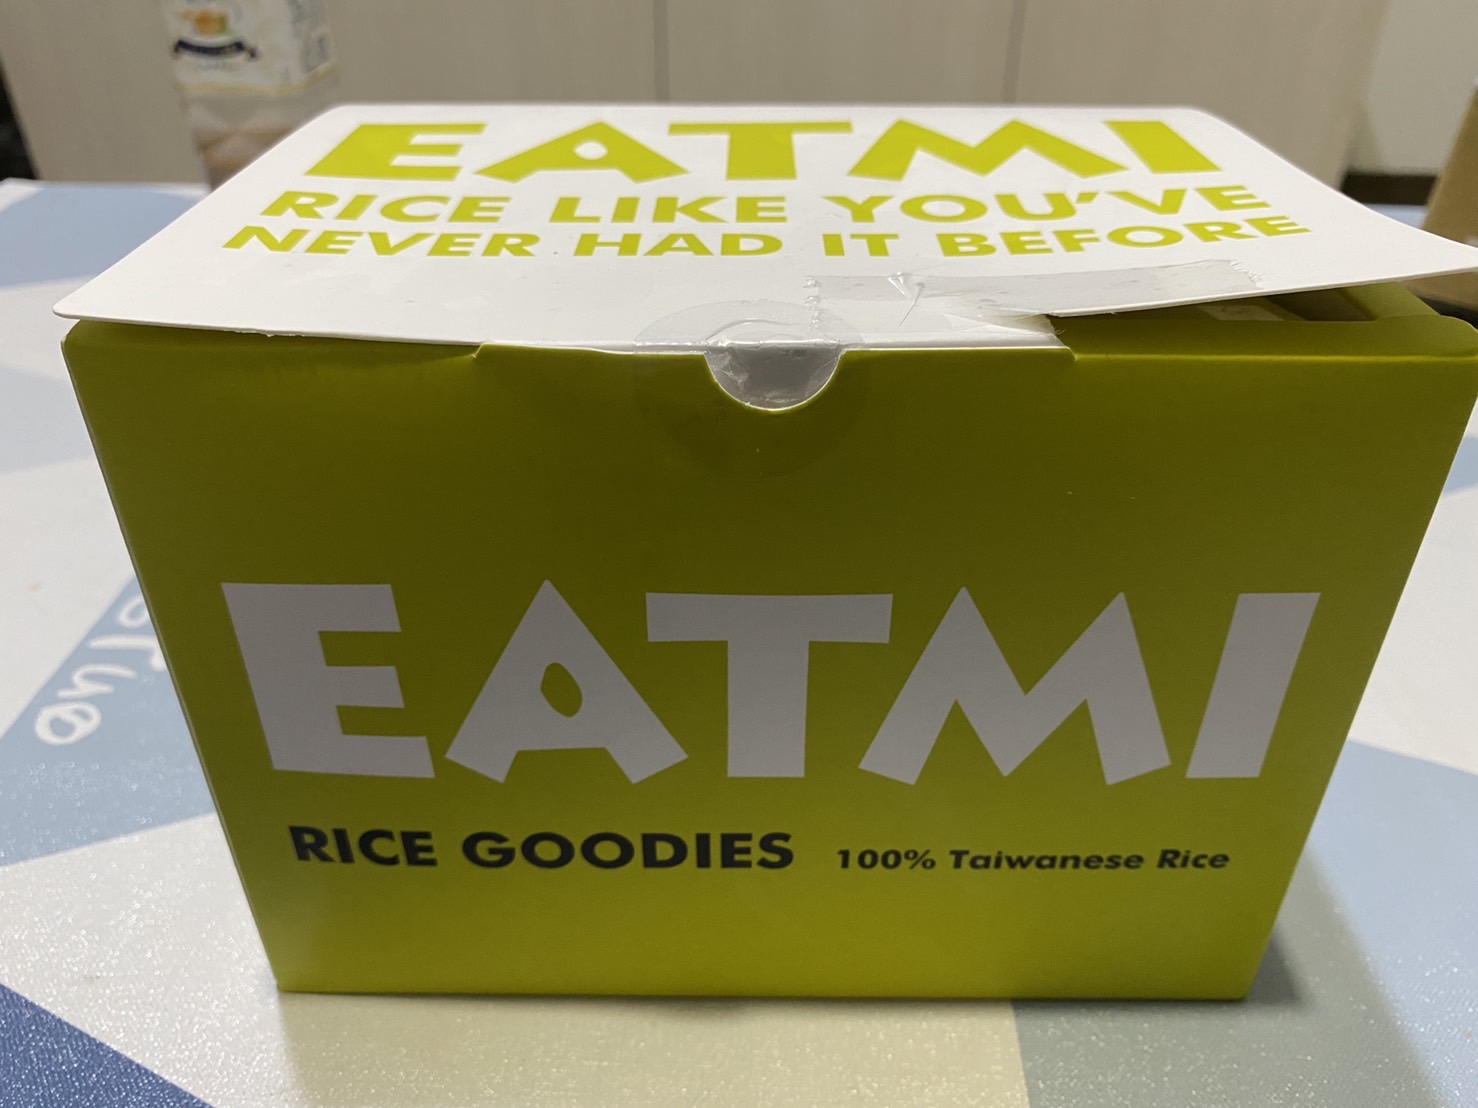 EATMI
RICE LIKE YOU'VE
NEVER HAD IT BEFORE
EATMI
RICE GOODIES 100% Taiwanese Rice